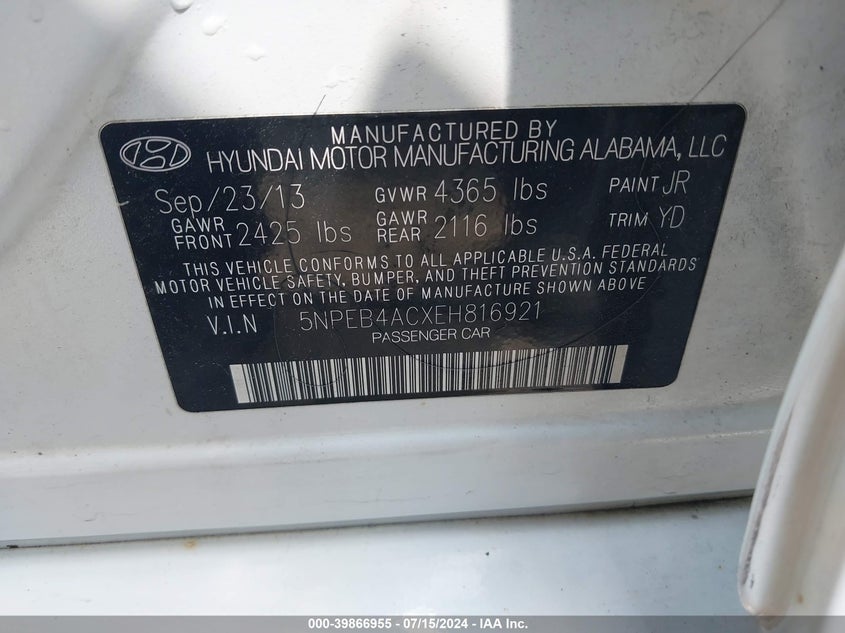 MANUFACTURED BY
HYUNDAI MOTOR MANUFACTURING ALABAMA, LLC
Sep/23/13 GVWR 4365 lbs PAINT JR
GAWR FRONT 2425 lbs GAWR REAR 2116 lbs TRIM YD
THIS VEHICLE CONFORMS TO ALL APPLICABLE U.S.A. FEDERAL
MOTOR VEHICLE SAFETY, BUMPER, AND THEFT PREVENTION STANDARDS
IN EFFECT ON THE DATE OF MANUFACTURE SHOWN ABOVE
V.I.N 5NPEB4ACXEH816921
PASSENGER CAR
000-39866955 - 07/15/2024 - IAA Inc.